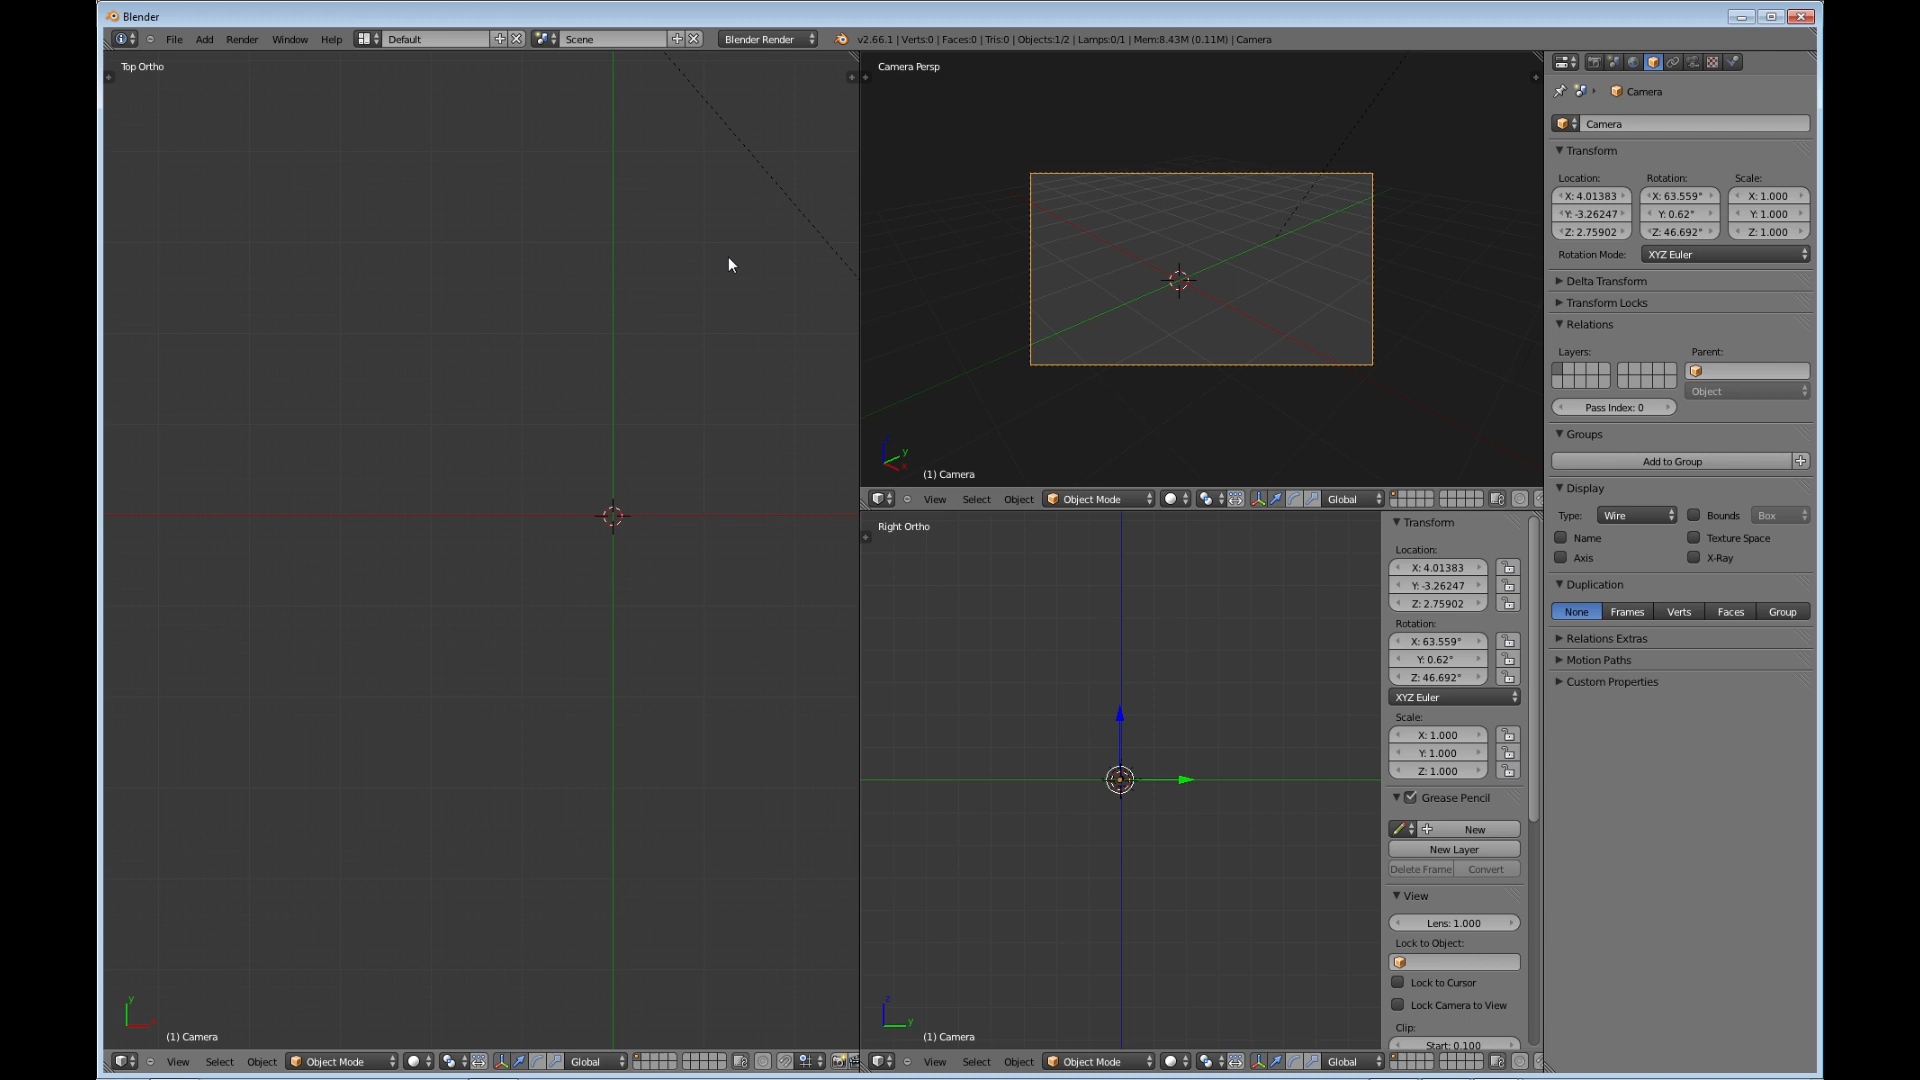 Blender
File Add Render Window Help Default Scene Blender Render v2.66.1 | Verts:0 | Faces:0 | Tris:0 | Objects:1/2 | Lamps:0/1 | Mem:8.43M (0.11M) | Camera
Top Ortho
y
(1) Camera
View Select Object Object Mode Global
Camera Persp
y
x
(1) Camera
View Select Object Object Mode Global
Right Ortho
z
y
(1) Camera
View Select Object Object Mode Global
Transform
Location:
X: 4.01383
Y: -3.26247
Z: 2.75902
Rotation:
X: 63.559°
Y: 0.62°
Z: 46.692°
XYZ Euler
Scale:
X: 1.000
Y: 1.000
Z: 1.000
Grease Pencil
New
New Layer
Delete Frame Convert
View
Lens: 1.000
Lock to Object:
Lock to Cursor
Lock Camera to View
Clip:
Start: 0.100
Camera
Camera
Transform
Location: Rotation: Scale:
X: 4.01383 X: 63.559° X: 1.000
Y: -3.26247 Y: 0.62° Y: 1.000
Z: 2.75902 Z: 46.692° Z: 1.000
Rotation Mode: XYZ Euler
Delta Transform
Transform Locks
Relations
Layers: Parent:
Object
Pass Index: 0
Groups
Add to Group
Display
Type: Wire Bounds Box
Name Texture Space
Axis X-Ray
Duplication
None Frames Verts Faces Group
Relations Extras
Motion Paths
Custom Properties